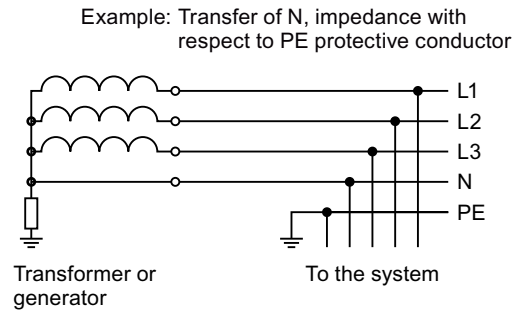 Example: Transfer of N, impedance with
respect to PE protective conductor
L1
L2
L3
N
PE
Transformer or
generator
To the system